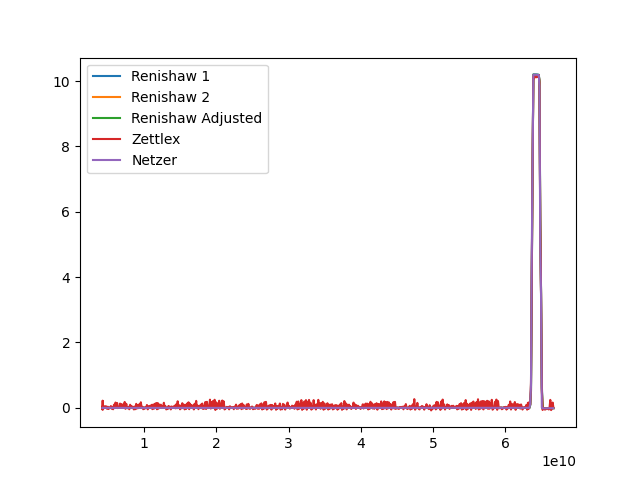 Renishaw 1
Renishaw 2
Renishaw Adjusted
Zettlex
Netzer
10
8
6
4
2
0
1 2 3 4 5 6
1e10